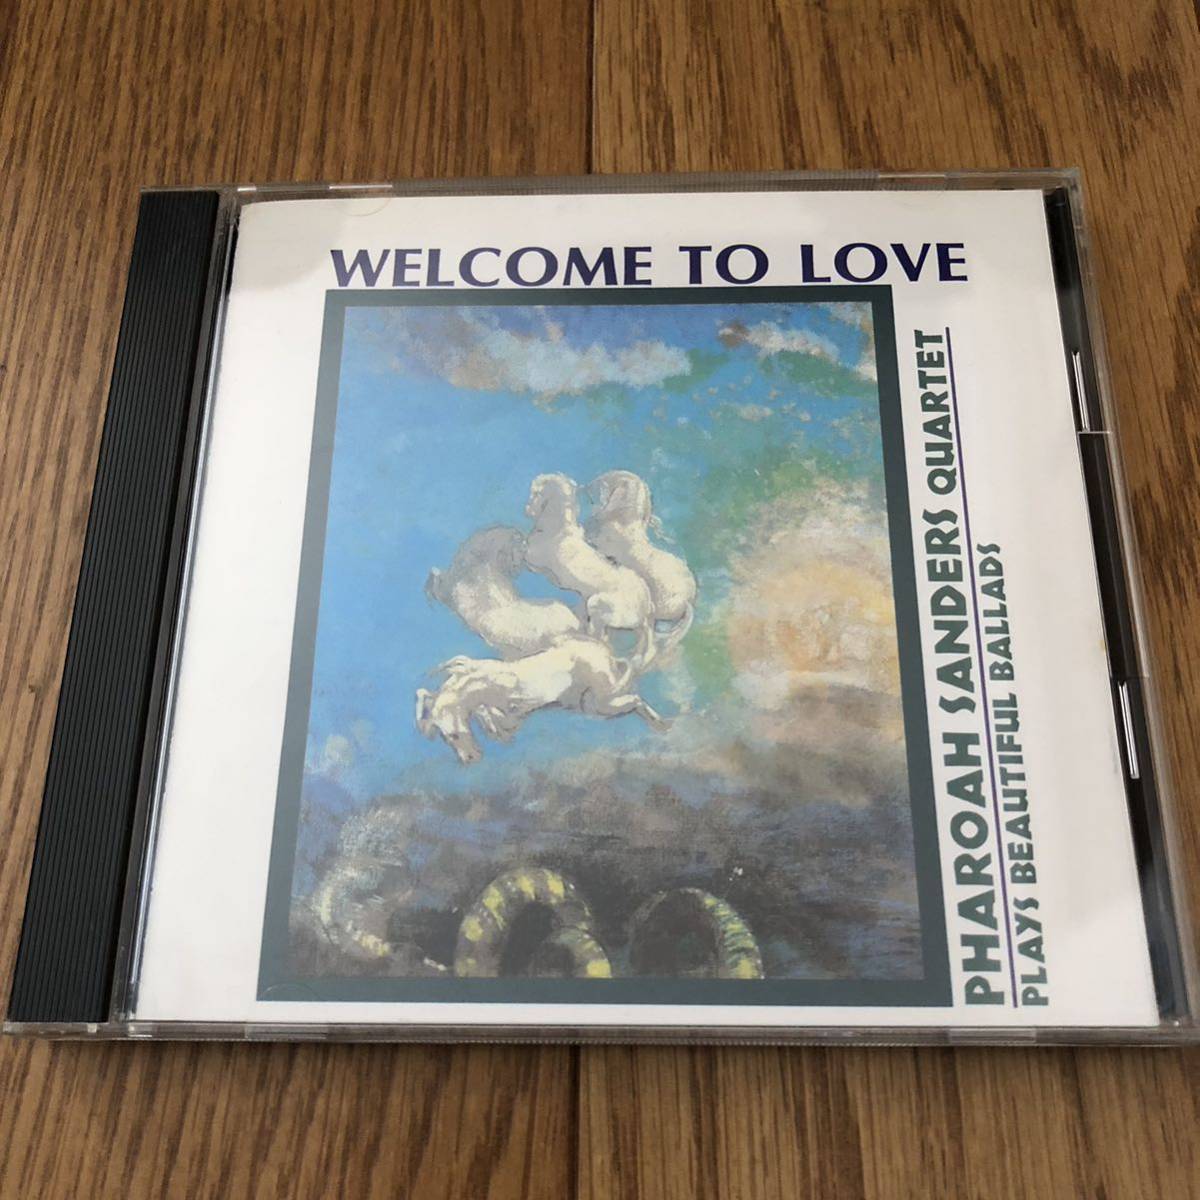 WELCOME TO LOVE
PHAROAH SANDERS QUARTET
PLAYS BEAUTIFUL BALLADS